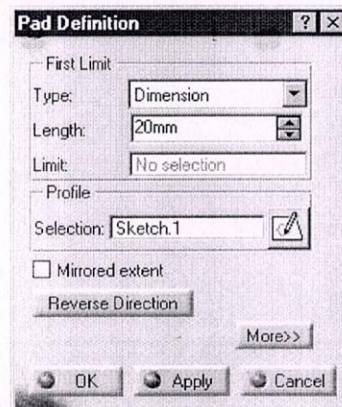 Pad Definition ? ×
First Limit
Type: Dimension
Length: 20mm
Limit: No selection
Profile
Selection: Sketch.1
Mirrored extent
Reverse Direction
More>>
OK Apply Cancel